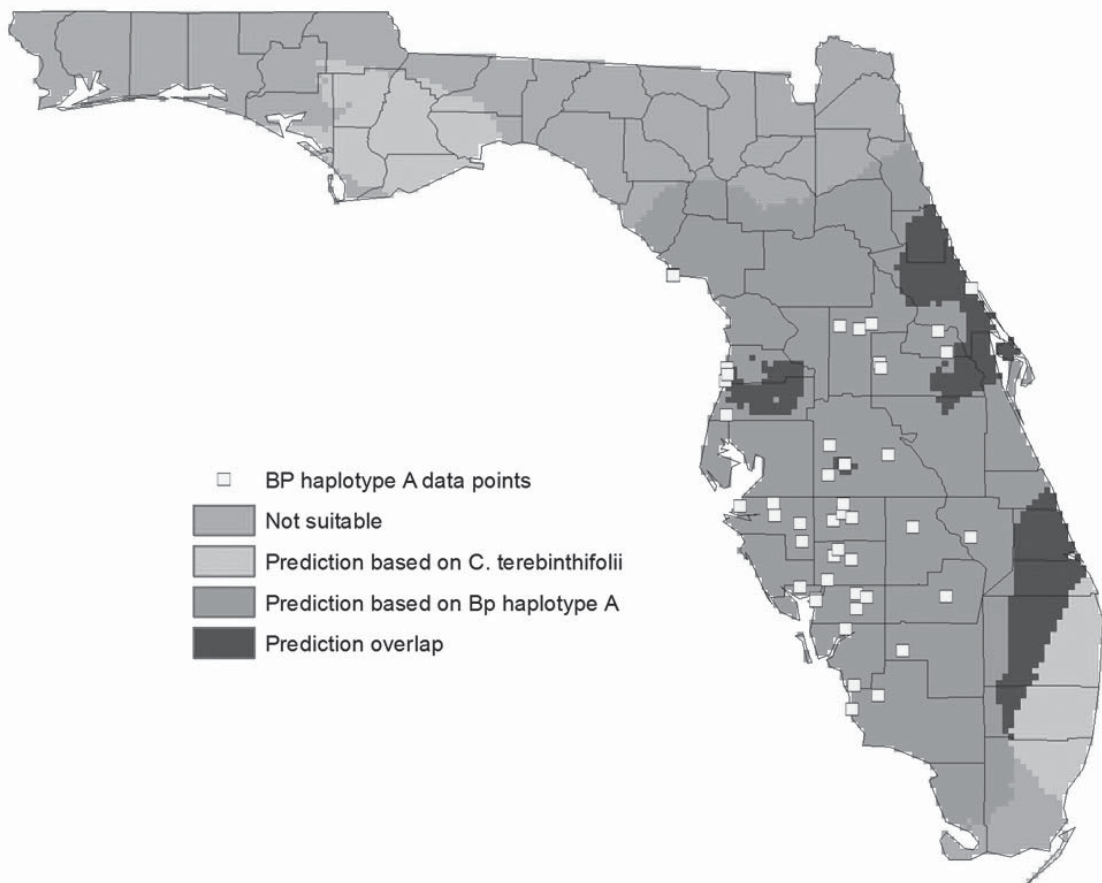 BP haplotype A data points
Not suitable
Prediction based on C. terebinthifolii
Prediction based on Bp haplotype A
Prediction overlap